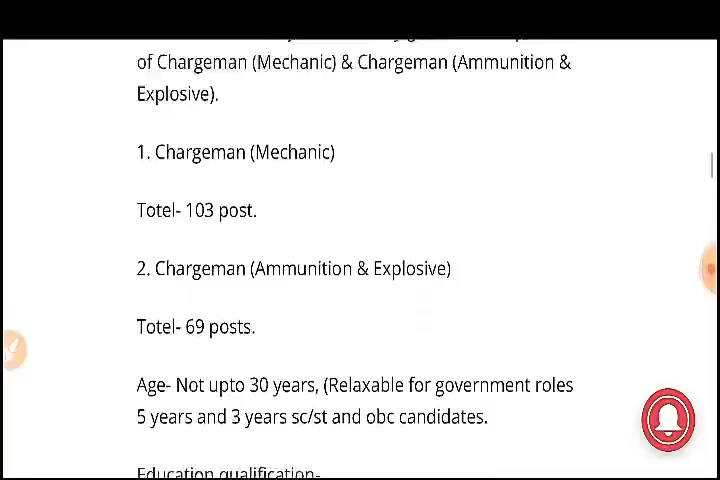 of Chargeman (Mechanic) & Chargeman (Ammunition &
Explosive).
1. Chargeman (Mechanic)
Totel- 103 post.
2. Chargeman (Ammunition & Explosive)
Totel- 69 posts.
Age- Not upto 30 years, (Relaxable for government roles
5 years and 3 years sc/st and obc candidates.
Education qualification-